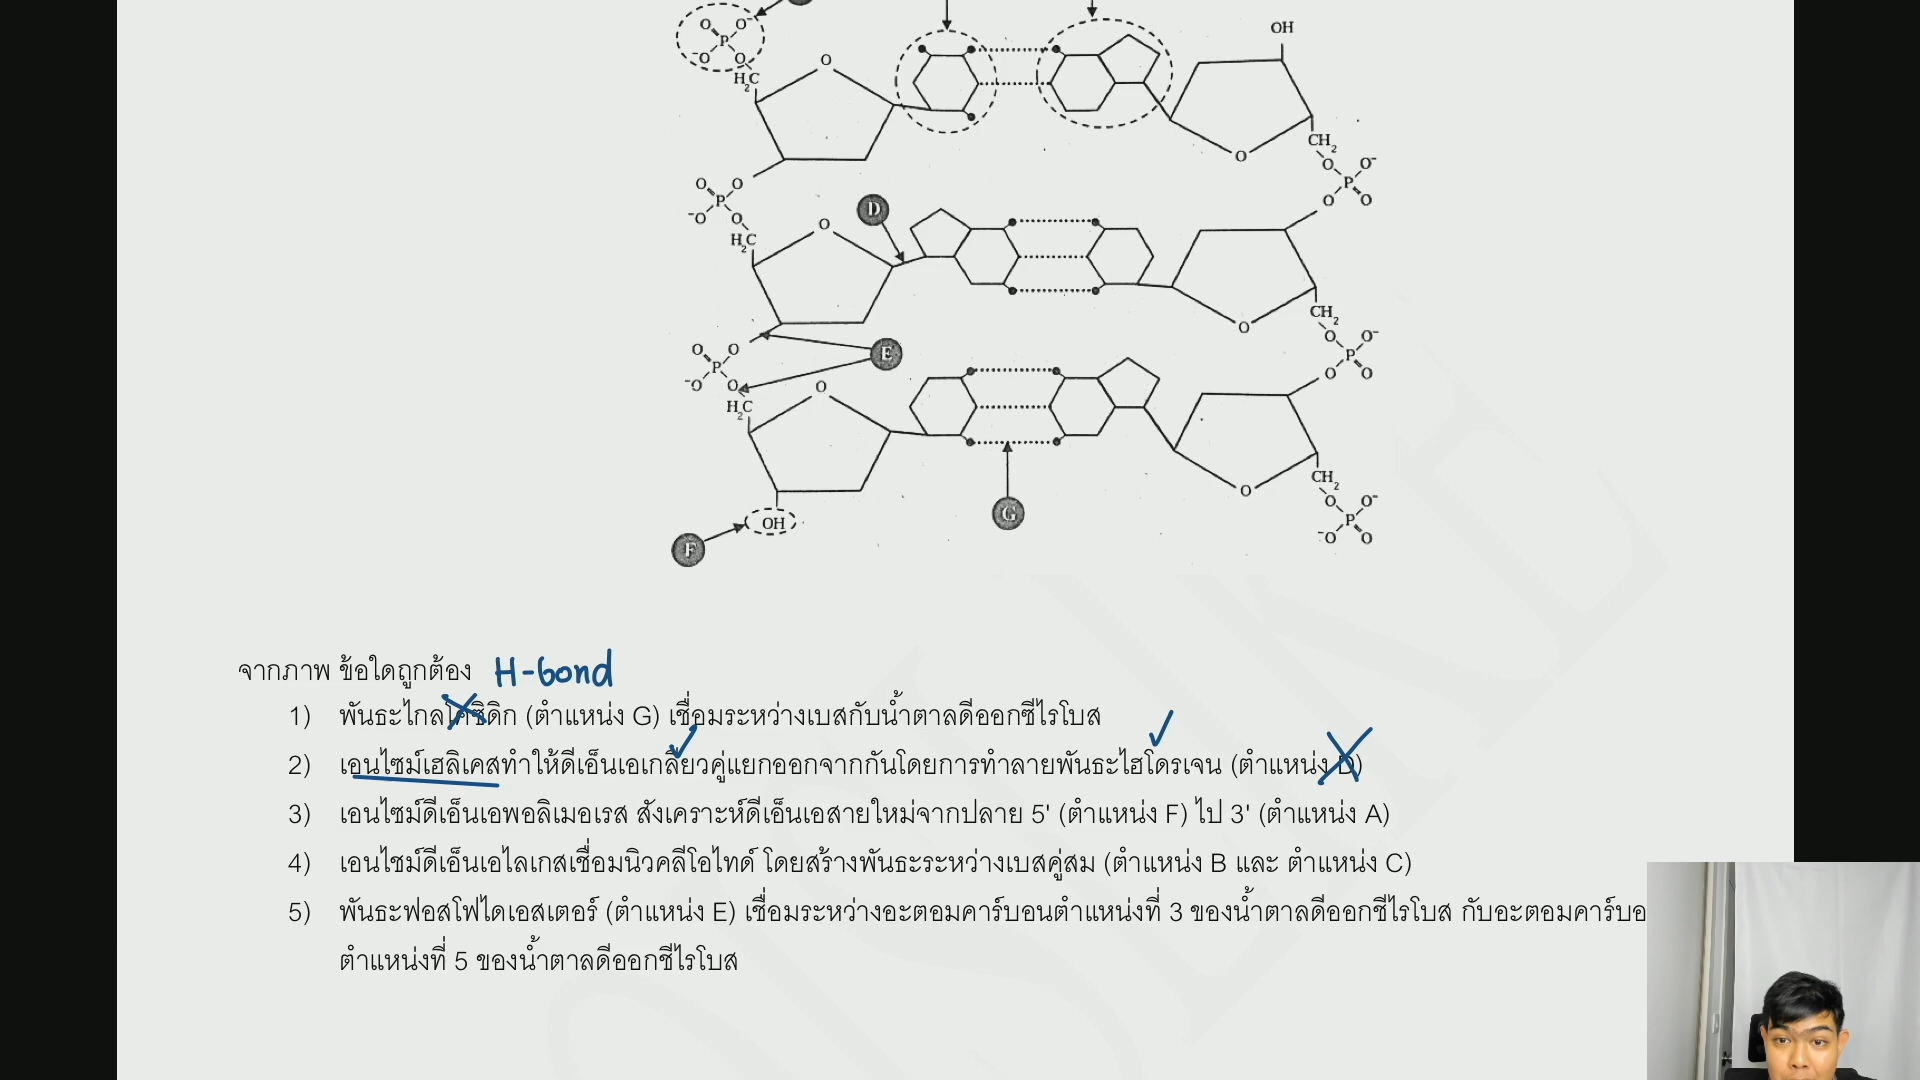 O O⁻ OH
P
⁻O O
H₂C O
CH₂
O O⁻
O O P
P O O
⁻O O D
H₂C O
CH₂
O O O⁻
O O E P
P O O
⁻O O O
H₂C
CH₂
O O O⁻
OH G P
F ⁻O O
จากภาพ ข้อใดถูกต้อง H-bond
1) พันธะไกลโคซิดิก (ตำแหน่ง G) เชื่อมระหว่างเบสกับน้ำตาลดีออกซีไรโบส
2) เอนไซม์เฮลิเคสทำให้ดีเอ็นเอเกลียวคู่แยกออกจากกันโดยการทำลายพันธะไฮโดรเจน (ตำแหน่ง D)
3) เอนไซม์ดีเอ็นเอพอลิเมอเรส สังเคราะห์ดีเอ็นเอสายใหม่จากปลาย 5' (ตำแหน่ง F) ไป 3' (ตำแหน่ง A)
4) เอนไซม์ดีเอ็นเอไลเกสเชื่อมนิวคลีโอไทด์ โดยสร้างพันธะระหว่างเบสคู่สม (ตำแหน่ง B และ ตำแหน่ง C)
5) พันธะฟอสโฟไดเอสเตอร์ (ตำแหน่ง E) เชื่อมระหว่างอะตอมคาร์บอนตำแหน่งที่ 3 ของน้ำตาลดีออกซีไรโบส กับอะตอมคาร์บอ
ตำแหน่งที่ 5 ของน้ำตาลดีออกซีไรโบส